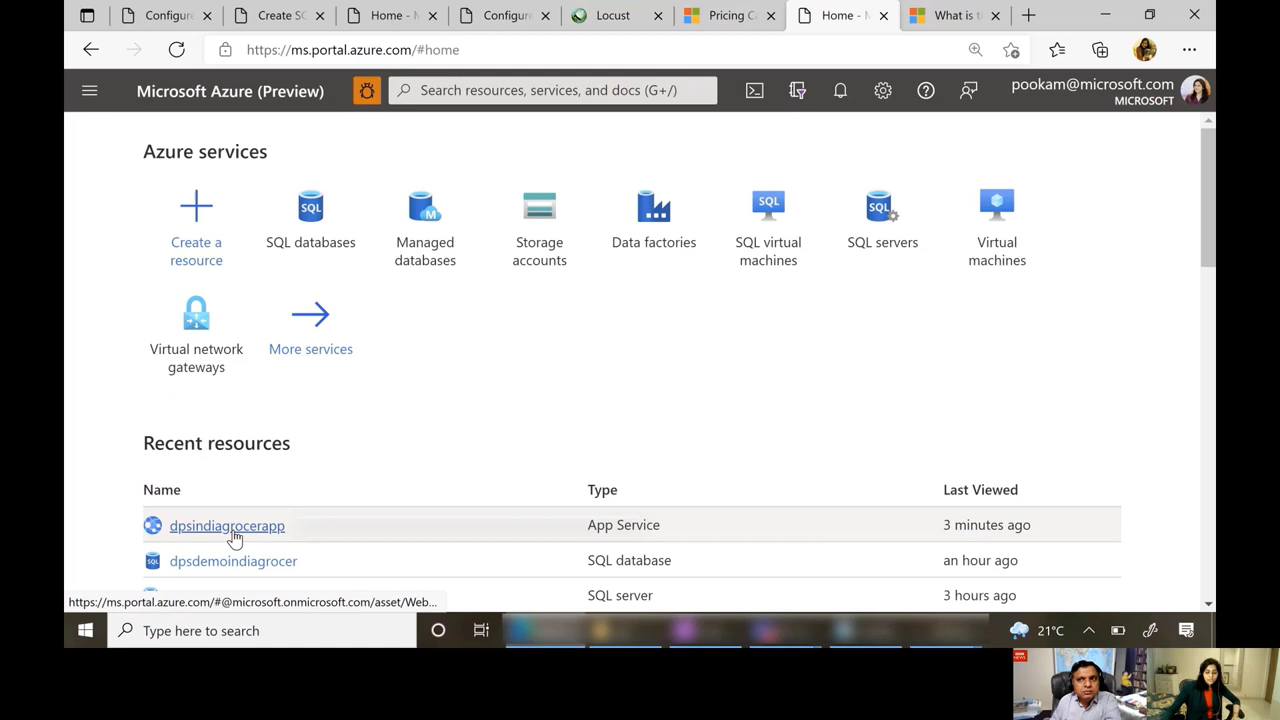 Configure
Create SC
Home - M
Configure
Locust
Pricing C
Home - M
What is th
https://ms.portal.azure.com/#home
Microsoft Azure (Preview)
Search resources, services, and docs (G+/)
pookam@microsoft.com
MICROSOFT
Azure services
Create a resource
SQL databases
Managed databases
Storage accounts
Data factories
SQL virtual machines
SQL servers
Virtual machines
Virtual network gateways
More services
Recent resources
Name Type Last Viewed
dpsindiagrocerapp App Service 3 minutes ago
dpsdemoindiagrocer SQL database an hour ago
SQL server 3 hours ago
https://ms.portal.azure.com/#@microsoft.onmicrosoft.com/asset/Web...
Type here to search
21°C
NEWS